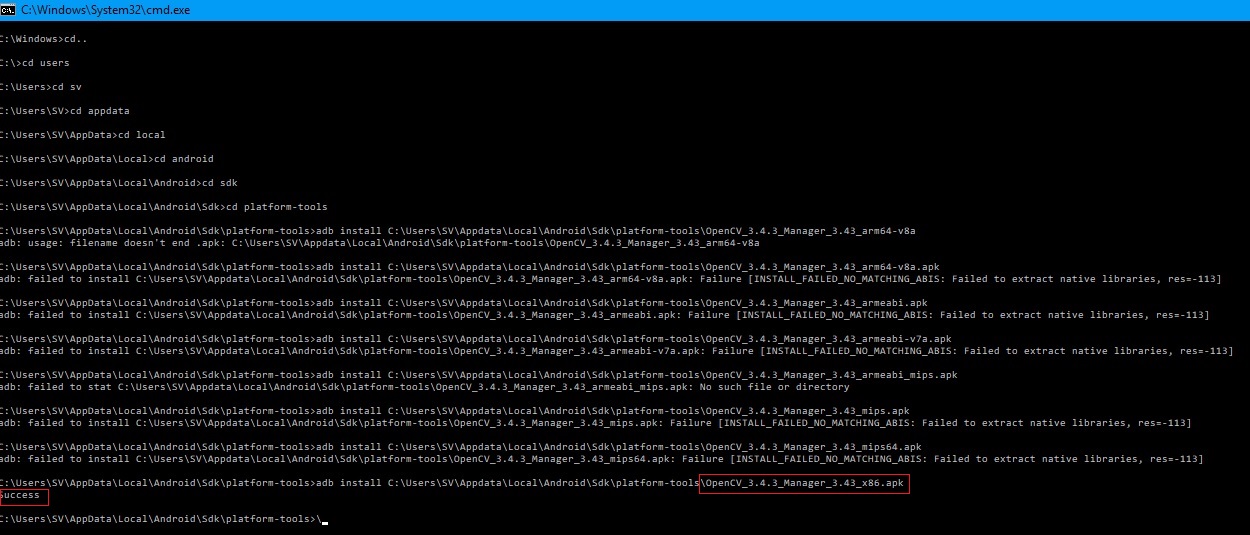 C:\Windows\System32\cmd.exe
C:\Windows>cd..
C:\>cd users
C:\Users>cd sv
C:\Users\SV>cd appdata
C:\Users\SV\AppData>cd local
C:\Users\SV\AppData\Local>cd android
C:\Users\SV\AppData\Local\Android>cd sdk
C:\Users\SV\AppData\Local\Android\Sdk>cd platform-tools
C:\Users\SV\AppData\Local\Android\Sdk\platform-tools>adb install C:\Users\SV\Appdata\Local\Android\Sdk\platform-tools\OpenCV_3.4.3_Manager_3.43_arm64-v8a
adb: usage: filename doesn't end .apk: C:\Users\SV\Appdata\Local\Android\Sdk\platform-tools\OpenCV_3.4.3_Manager_3.43_arm64-v8a
C:\Users\SV\AppData\Local\Android\Sdk\platform-tools>adb install C:\Users\SV\Appdata\Local\Android\Sdk\platform-tools\OpenCV_3.4.3_Manager_3.43_arm64-v8a.apk
adb: failed to install C:\Users\SV\Appdata\Local\Android\Sdk\platform-tools\OpenCV_3.4.3_Manager_3.43_arm64-v8a.apk: Failure [INSTALL_FAILED_NO_MATCHING_ABIS: Failed to extract native libraries, res=-113]
C:\Users\SV\AppData\Local\Android\Sdk\platform-tools>adb install C:\Users\SV\Appdata\Local\Android\Sdk\platform-tools\OpenCV_3.4.3_Manager_3.43_armeabi.apk
adb: failed to install C:\Users\SV\Appdata\Local\Android\Sdk\platform-tools\OpenCV_3.4.3_Manager_3.43_armeabi.apk: Failure [INSTALL_FAILED_NO_MATCHING_ABIS: Failed to extract native libraries, res=-113]
C:\Users\SV\AppData\Local\Android\Sdk\platform-tools>adb install C:\Users\SV\Appdata\Local\Android\Sdk\platform-tools\OpenCV_3.4.3_Manager_3.43_armeabi-v7a.apk
adb: failed to install C:\Users\SV\Appdata\Local\Android\Sdk\platform-tools\OpenCV_3.4.3_Manager_3.43_armeabi-v7a.apk: Failure [INSTALL_FAILED_NO_MATCHING_ABIS: Failed to extract native libraries, res=-113]
C:\Users\SV\AppData\Local\Android\Sdk\platform-tools>adb install C:\Users\SV\Appdata\Local\Android\Sdk\platform-tools\OpenCV_3.4.3_Manager_3.43_armeabi_mips.apk
adb: failed to stat C:\Users\SV\Appdata\Local\Android\Sdk\platform-tools\OpenCV_3.4.3_Manager_3.43_armeabi_mips.apk: No such file or directory
C:\Users\SV\AppData\Local\Android\Sdk\platform-tools>adb install C:\Users\SV\Appdata\Local\Android\Sdk\platform-tools\OpenCV_3.4.3_Manager_3.43_mips.apk
adb: failed to install C:\Users\SV\Appdata\Local\Android\Sdk\platform-tools\OpenCV_3.4.3_Manager_3.43_mips.apk: Failure [INSTALL_FAILED_NO_MATCHING_ABIS: Failed to extract native libraries, res=-113]
C:\Users\SV\AppData\Local\Android\Sdk\platform-tools>adb install C:\Users\SV\Appdata\Local\Android\Sdk\platform-tools\OpenCV_3.4.3_Manager_3.43_mips64.apk
adb: failed to install C:\Users\SV\Appdata\Local\Android\Sdk\platform-tools\OpenCV_3.4.3_Manager_3.43_mips64.apk: Failure [INSTALL_FAILED_NO_MATCHING_ABIS: Failed to extract native libraries, res=-113]
C:\Users\SV\AppData\Local\Android\Sdk\platform-tools>adb install C:\Users\SV\Appdata\Local\Android\Sdk\platform-tools\OpenCV_3.4.3_Manager_3.43_x86.apk
Success
C:\Users\SV\AppData\Local\Android\Sdk\platform-tools>\